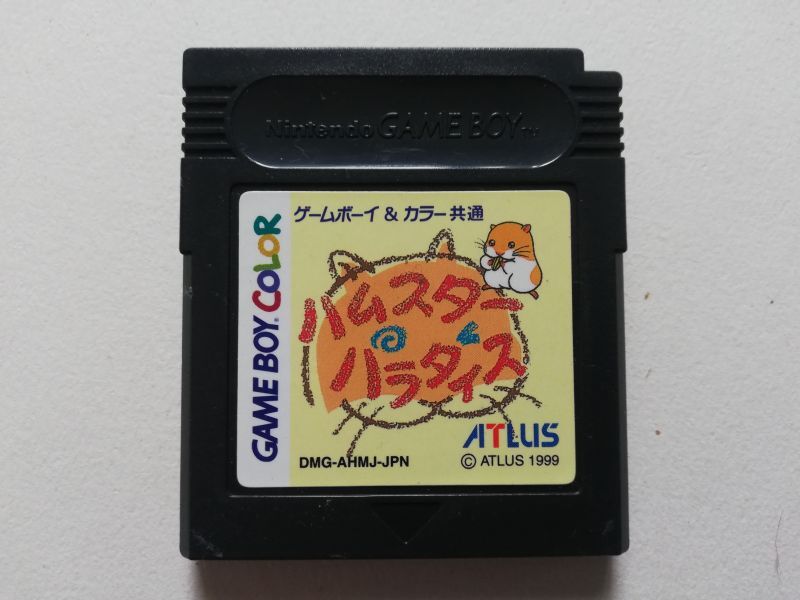 Nintendo GAME BOY™
ゲームボーイ & カラー共通
GAME BOY® COLOR
ハムスター
パラダイス
ATLUS
DMG-AHMJ-JPN
© ATLUS 1999